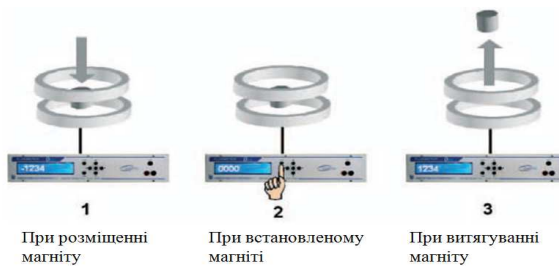 -1234
0000
1234
1
2
3
При розміщенні
магніту
При встановленому
магніті
При витягуванні
магніту